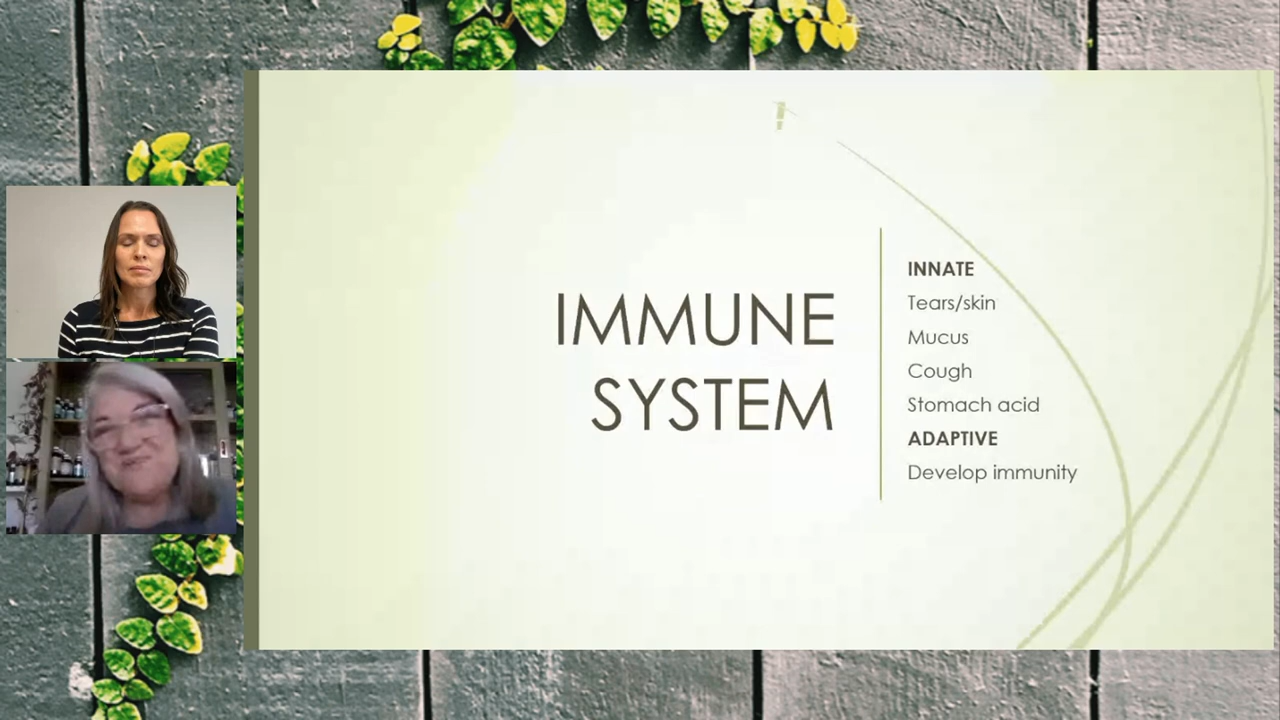 IMMUNE
SYSTEM
INNATE
Tears/skin
Mucus
Cough
Stomach acid
ADAPTIVE
Develop immunity